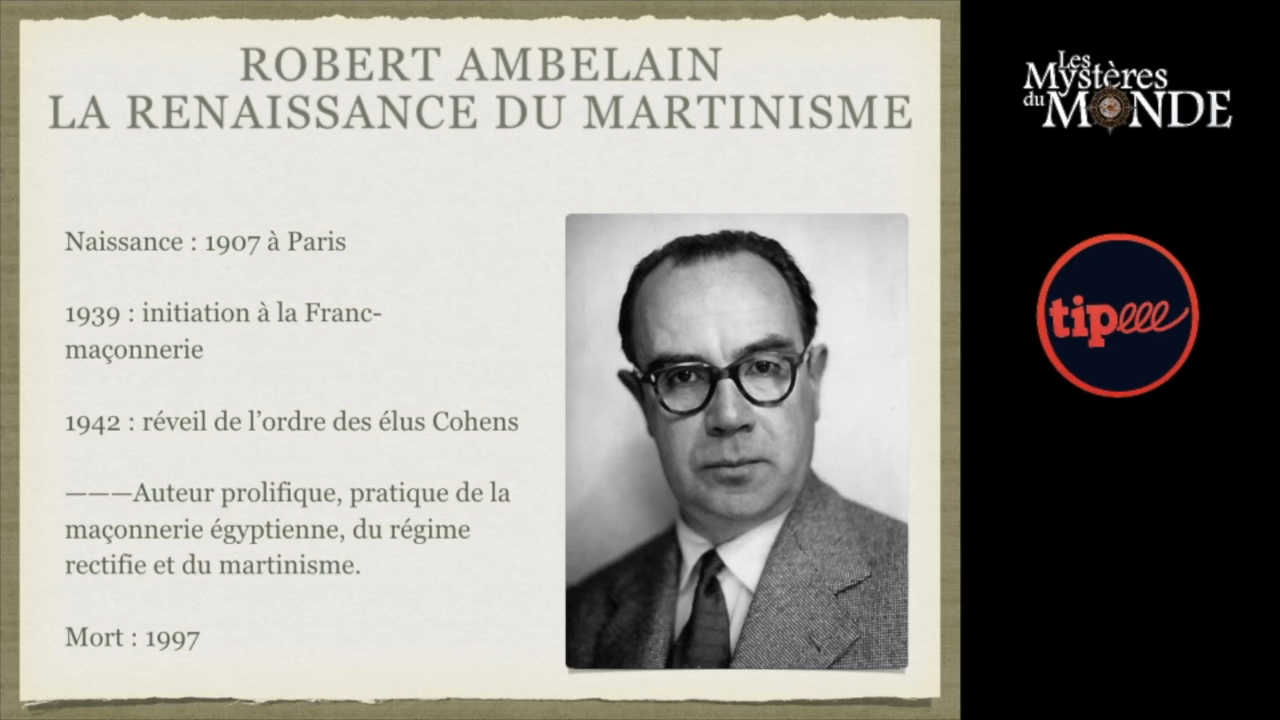 ROBERT AMBELAIN
LA RENAISSANCE DU MARTINISME
Naissance : 1907 à Paris
1939 : initiation à la Franc-
maçonnerie
1942 : réveil de l’ordre des élus Cohens
———Auteur prolifique, pratique de la
maçonnerie égyptienne, du régime
rectifie et du martinisme.
Mort : 1997
Les
Mystères
du MONDE
tipeee